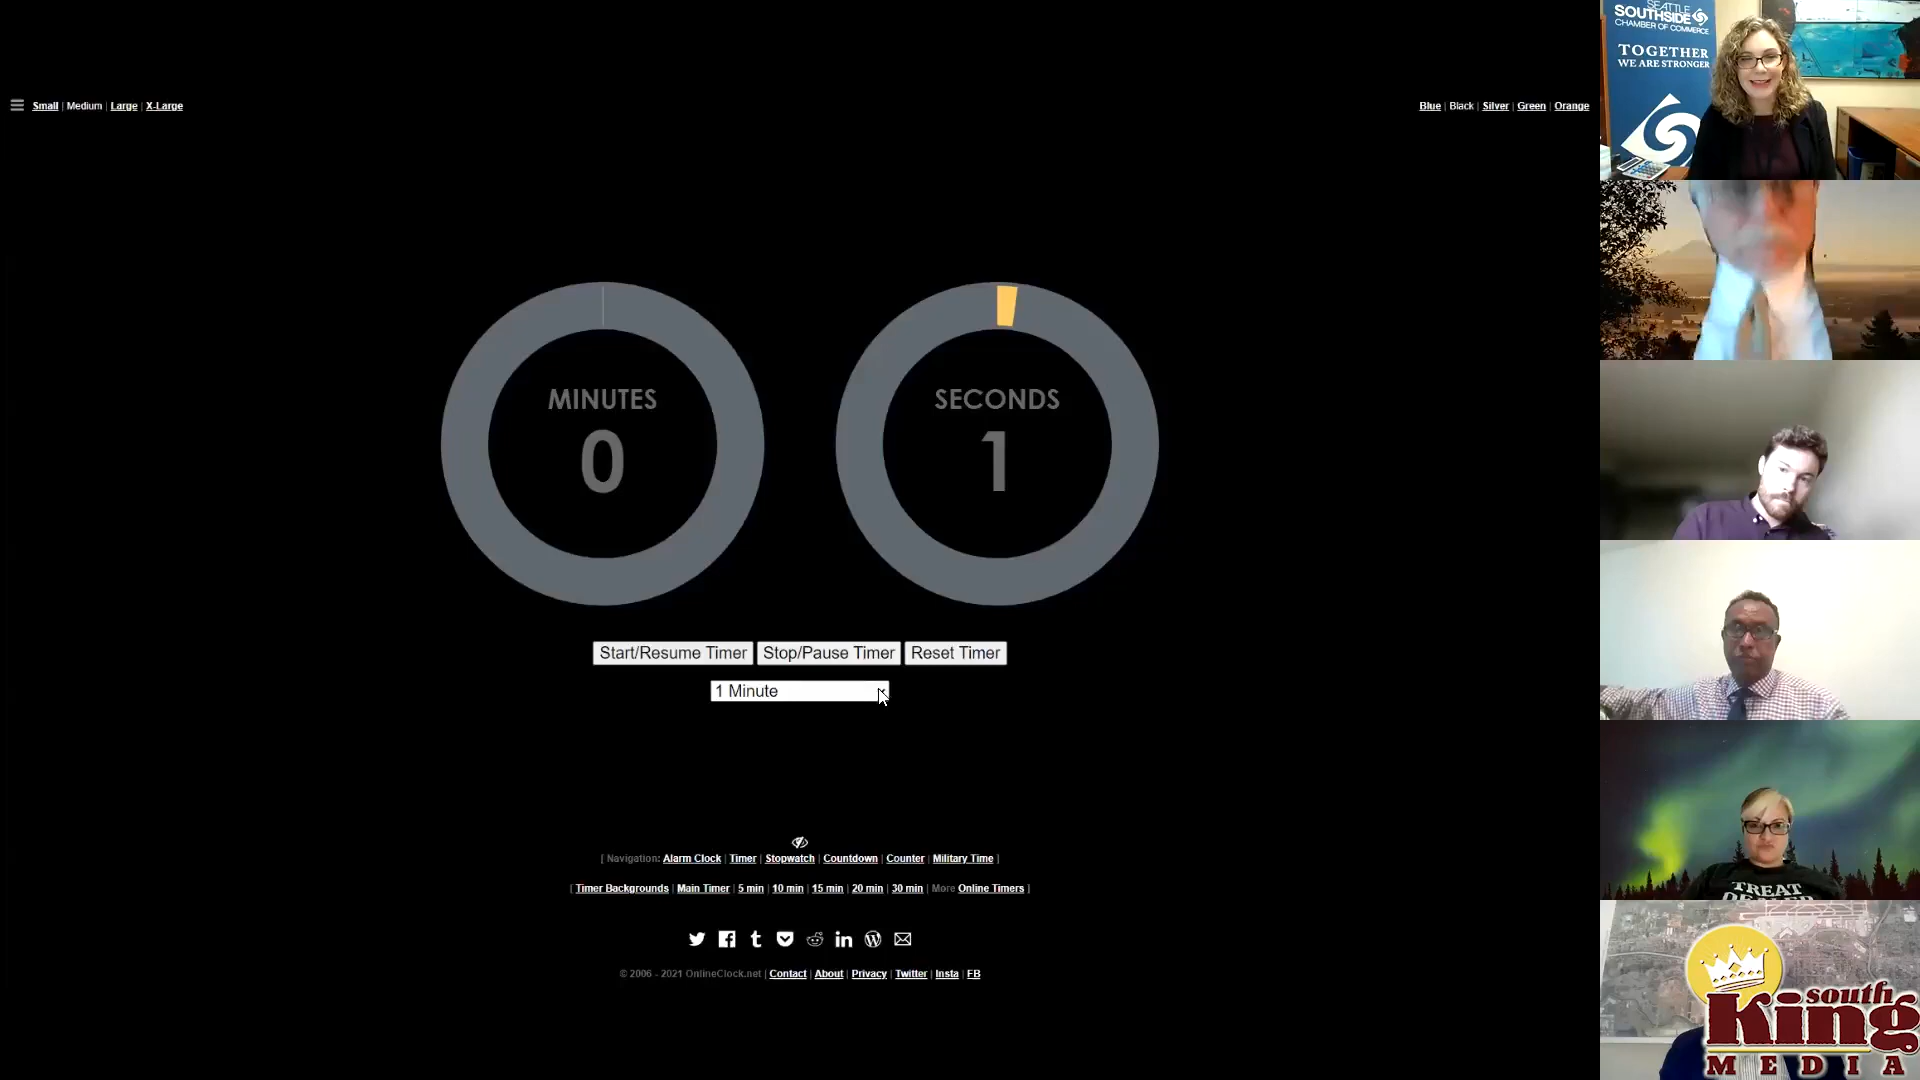 Small | Medium | Large | X-Large
Blue | Black | Silver | Green | Orange
MINUTES
0
SECONDS
1
Start/Resume Timer
Stop/Pause Timer
Reset Timer
1 Minute
[ Navigation: Alarm Clock | Timer | Stopwatch | Countdown | Counter | Military Time ]
[ Timer Backgrounds | Main Timer | 5 min | 10 min | 15 min | 20 min | 30 min | More Online Timers ]
© 2006 - 2021 OnlineClock.net | Contact | About | Privacy | Twitter | Insta | FB
SEATTLE
SOUTHSIDE
CHAMBER OF COMMERCE
TOGETHER
WE ARE STRONGER
TREAT
DEALER
south
King
MEDIA